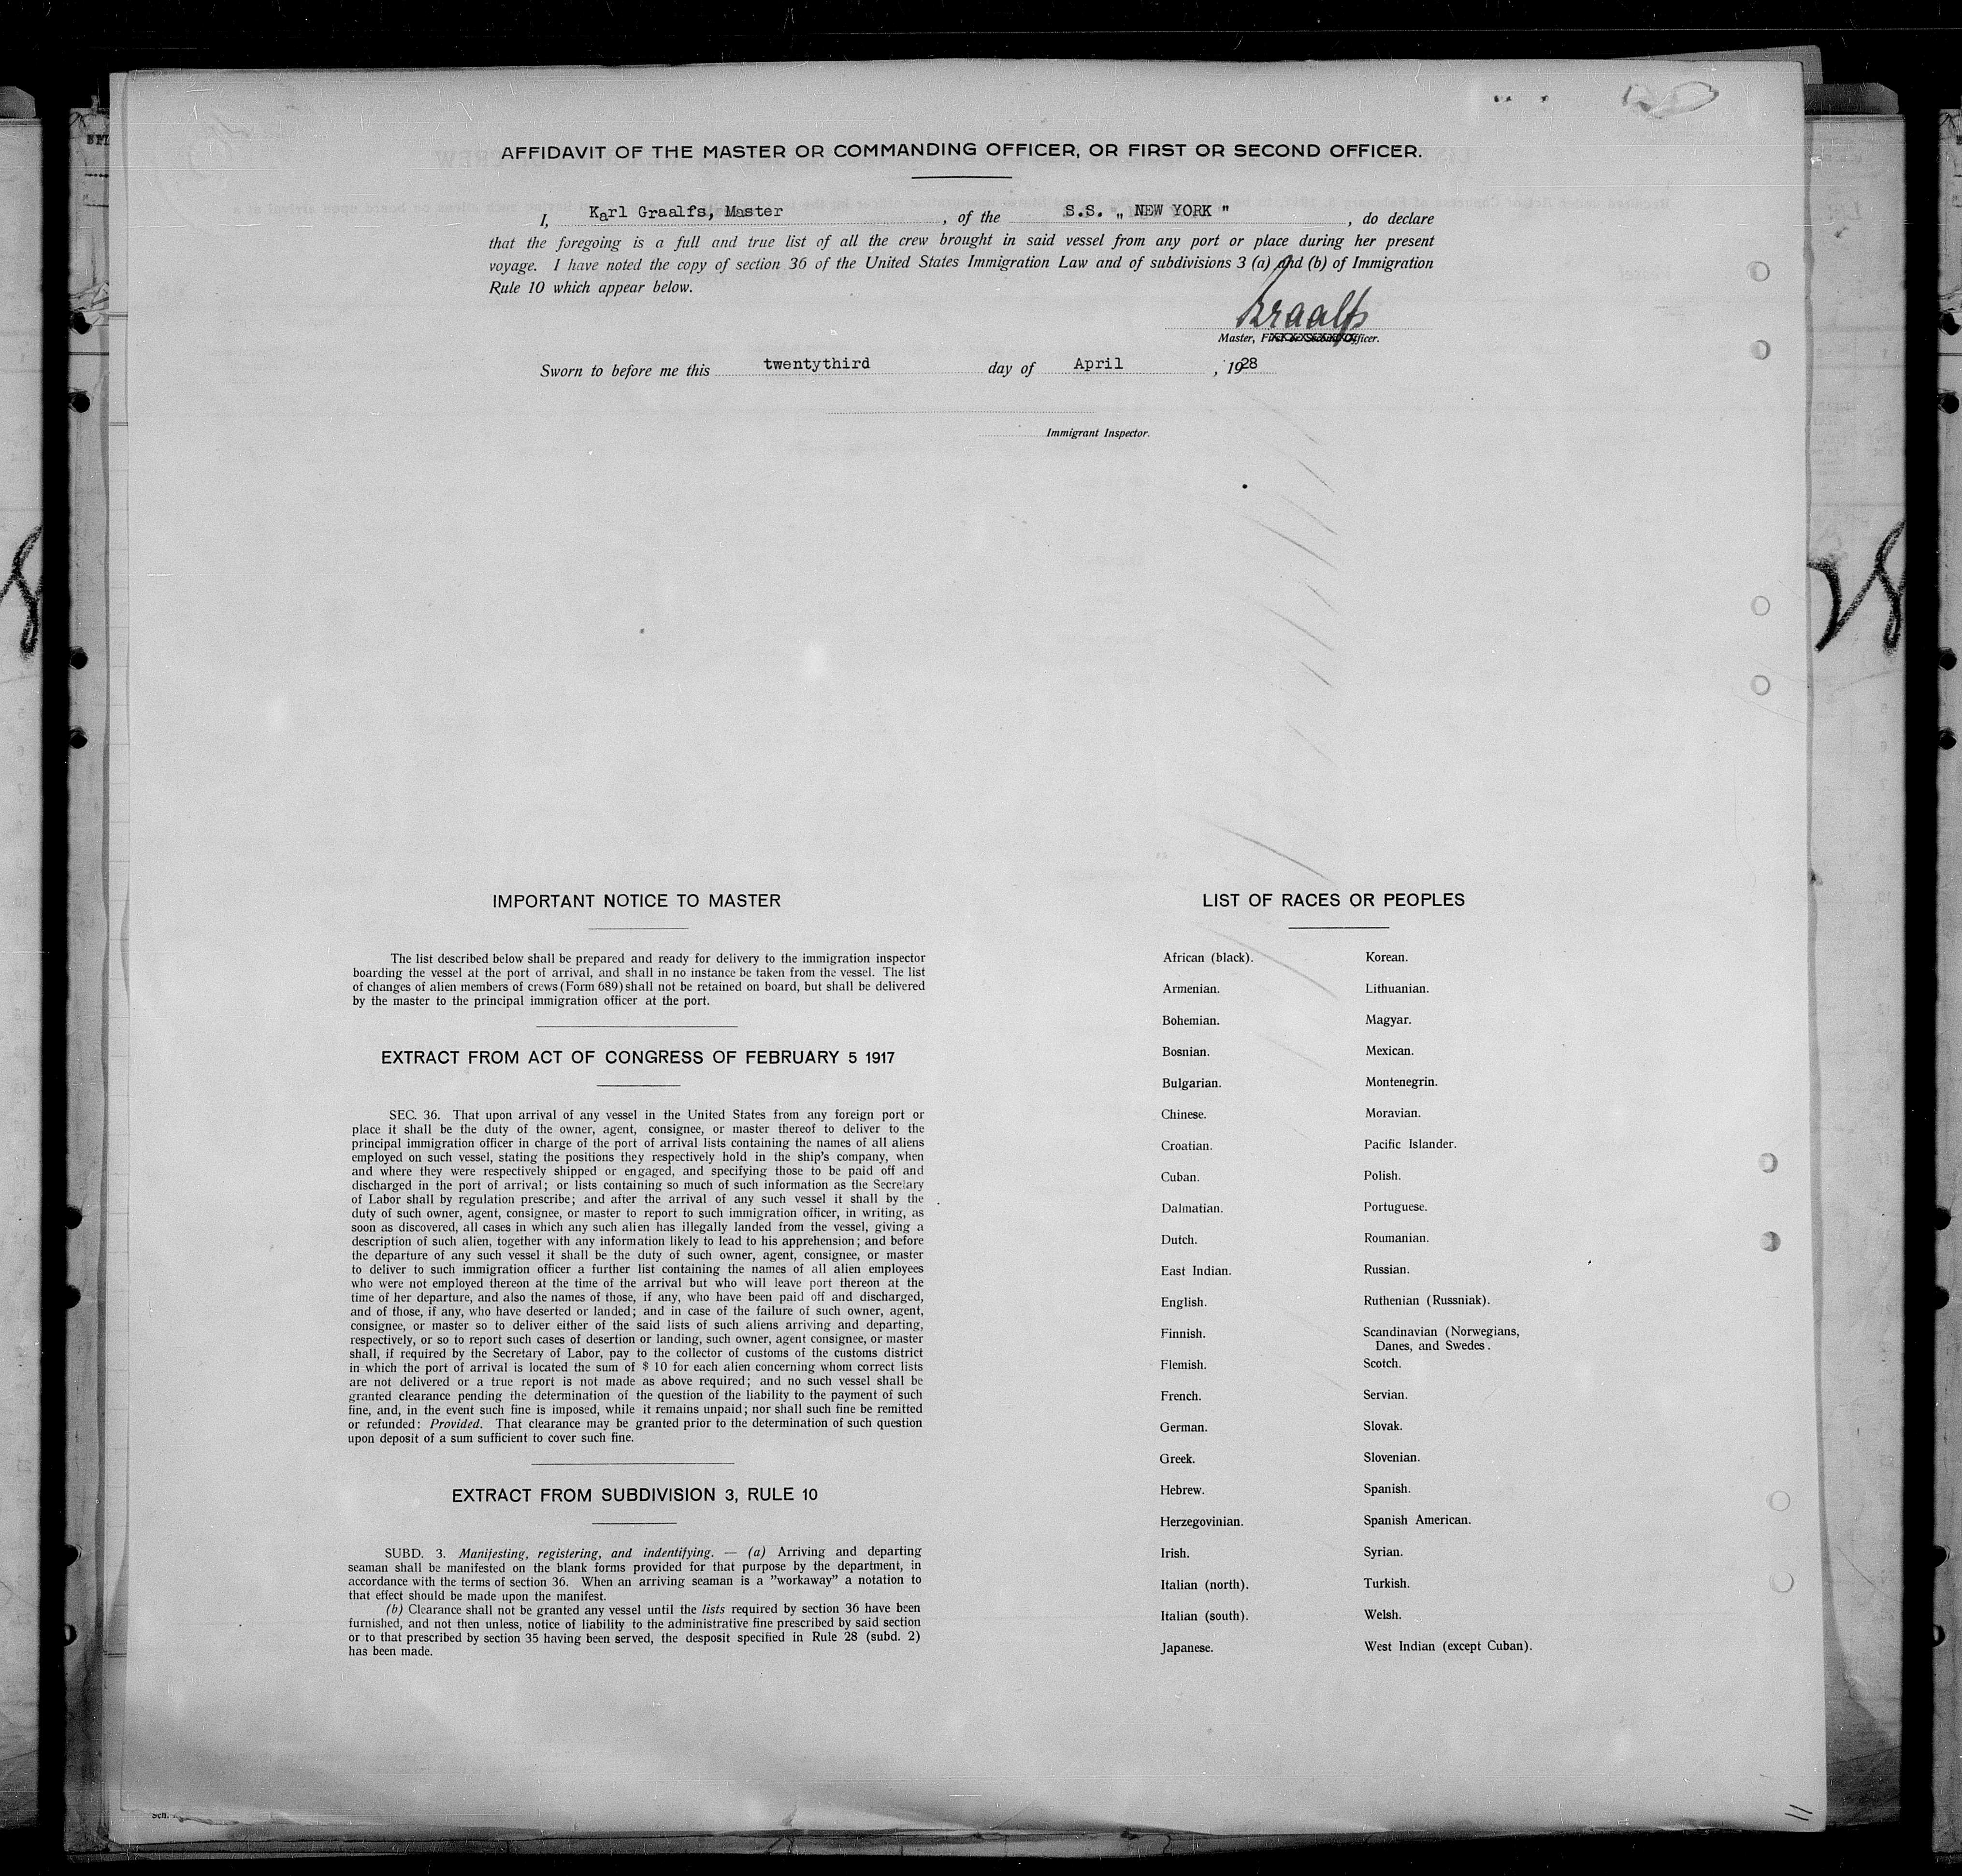 AFFIDAVIT OF THE MASTER OR COMMANDING OFFICER, OR FIRST OR SECOND OFFICER.
I, Karl Graalfs, Master, of the S.S. „ NEW YORK ", do declare
that the foregoing is a full and true list of all the crew brought in said vessel from any port or place during her present
voyage. I have noted the copy of section 36 of the United States Immigration Law and of subdivisions 3 (a) and (b) of Immigration
Rule 10 which appear below.
Graalfs
Master, First or Second Officer.
Sworn to before me this twentythird day of April, 1928
Immigrant Inspector.
IMPORTANT NOTICE TO MASTER
The list described below shall be prepared and ready for delivery to the immigration inspector
boarding the vessel at the port of arrival, and shall in no instance be taken from the vessel. The list
of changes of alien members of crews (Form 689) shall not be retained on board, but shall be delivered
by the master to the principal immigration officer at the port.
EXTRACT FROM ACT OF CONGRESS OF FEBRUARY 5 1917
SEC. 36. That upon arrival of any vessel in the United States from any foreign port or
place it shall be the duty of the owner, agent, consignee, or master thereof to deliver to the
principal immigration officer in charge of the port of arrival lists containing the names of all aliens
employed on such vessel, stating the positions they respectively hold in the ship's company, when
and where they were respectively shipped or engaged, and specifying those to be paid off and
discharged in the port of arrival; or lists containing so much of such information as the Secretary
of Labor shall by regulation prescribe; and after the arrival of any such vessel it shall by the
duty of such owner, agent, consignee, or master to report to such immigration officer, in writing, as
soon as discovered, all cases in which any such alien has illegally landed from the vessel, giving a
description of such alien, together with any information likely to lead to his apprehension; and before
the departure of any such vessel it shall be the duty of such owner, agent, consignee, or master
to deliver to such immigration officer a further list containing the names of all alien employees
who were not employed thereon at the time of the arrival but who will leave port thereon at the
time of her departure, and also the names of those, if any, who have been paid off and discharged,
and of those, if any, who have deserted or landed; and in case of the failure of such owner, agent,
consignee, or master so to deliver either of the said lists of such aliens arriving and departing,
respectively, or so to report such cases of desertion or landing, such owner, agent consignee, or master
shall, if required by the Secretary of Labor, pay to the collector of customs of the customs district
in which the port of arrival is located the sum of $ 10 for each alien concerning whom correct lists
are not delivered or a true report is not made as above required; and no such vessel shall be
granted clearance pending the determination of the question of the liability to the payment of such
fine, and, in the event such fine is imposed, while it remains unpaid; nor shall such fine be remitted
or refunded: Provided. That clearance may be granted prior to the determination of such question
upon deposit of a sum sufficient to cover such fine.
EXTRACT FROM SUBDIVISION 3, RULE 10
SUBD. 3. Manifesting, registering, and indentifying. — (a) Arriving and departing
seaman shall be manifested on the blank forms provided for that purpose by the department, in
accordance with the terms of section 36. When an arriving seaman is a ”workaway” a notation to
that effect should be made upon the manifest.
(b) Clearance shall not be granted any vessel until the lists required by section 36 have been
furnished, and not then unless, notice of liability to the administrative fine prescribed by said section
or to that prescribed by section 35 having been served, the desposit specified in Rule 28 (subd. 2)
has been made.
LIST OF RACES OR PEOPLES
African (black).
Armenian.
Bohemian.
Bosnian.
Bulgarian.
Chinese.
Croatian.
Cuban.
Dalmatian.
Dutch.
East Indian.
English.
Finnish.
Flemish.
French.
German.
Greek.
Hebrew.
Herzegovinian.
Irish.
Italian (north).
Italian (south).
Japanese.
Korean.
Lithuanian.
Magyar.
Mexican.
Montenegrin.
Moravian.
Pacific Islander.
Polish.
Portuguese.
Roumanian.
Russian.
Ruthenian (Russniak).
Scandinavian (Norwegians,
Danes, and Swedes.
Scotch.
Servian.
Slovak.
Slovenian.
Spanish.
Spanish American.
Syrian.
Turkish.
Welsh.
West Indian (except Cuban).